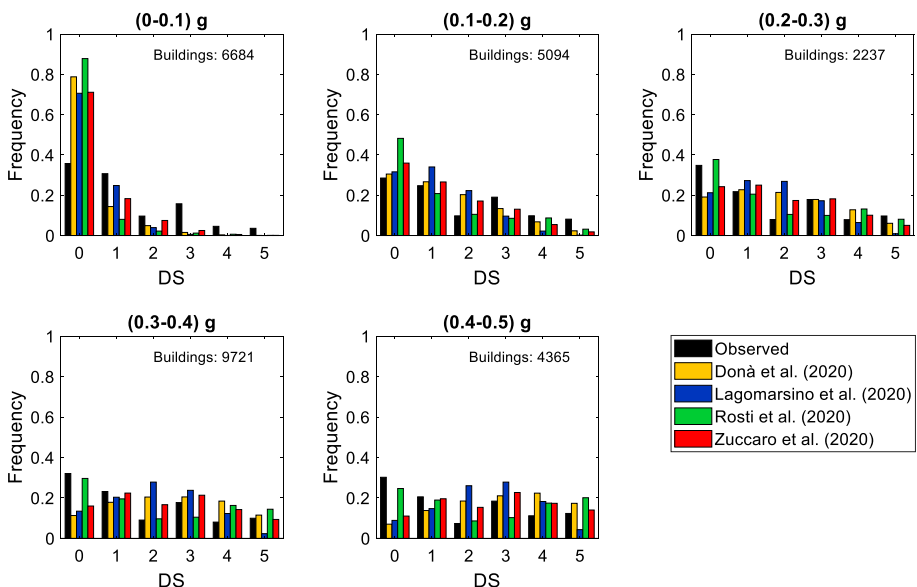 (0-0.1) g
Buildings: 6684
Frequency
1
0.8
0.6
0.4
0.2
0
0 1 2 3 4 5
DS
(0.1-0.2) g
Buildings: 5094
Frequency
1
0.8
0.6
0.4
0.2
0
0 1 2 3 4 5
DS
(0.2-0.3) g
Buildings: 2237
Frequency
1
0.8
0.6
0.4
0.2
0
0 1 2 3 4 5
DS
(0.3-0.4) g
Buildings: 9721
Frequency
1
0.8
0.6
0.4
0.2
0
0 1 2 3 4 5
DS
(0.4-0.5) g
Buildings: 4365
Frequency
1
0.8
0.6
0.4
0.2
0
0 1 2 3 4 5
DS
Observed
Donà et al. (2020)
Lagomarsino et al. (2020)
Rosti et al. (2020)
Zuccaro et al. (2020)